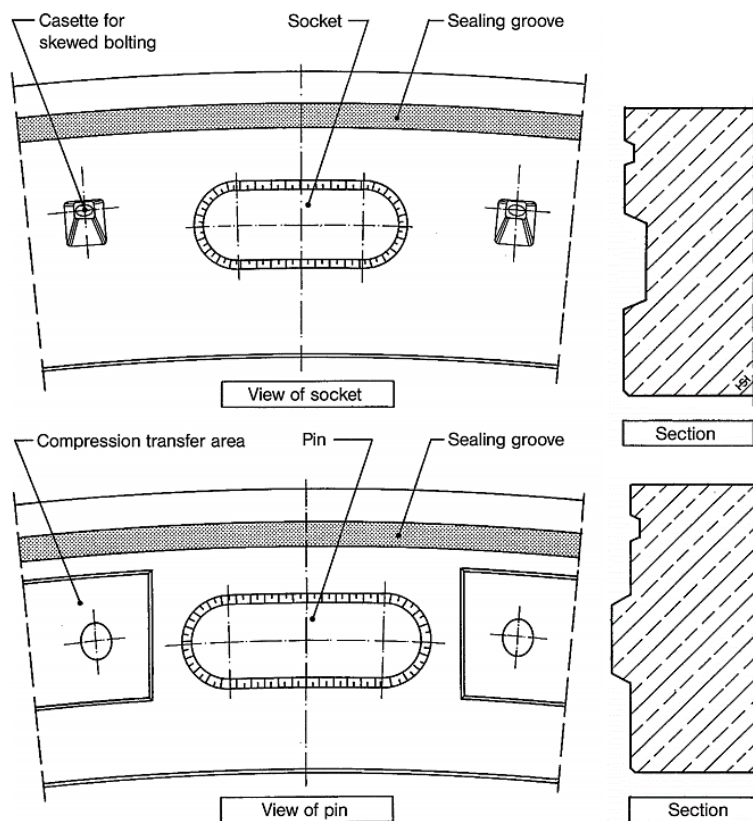 Casette for
skewed bolting
Socket
Sealing groove
View of socket
Section
Compression transfer area
Pin
Sealing groove
View of pin
Section